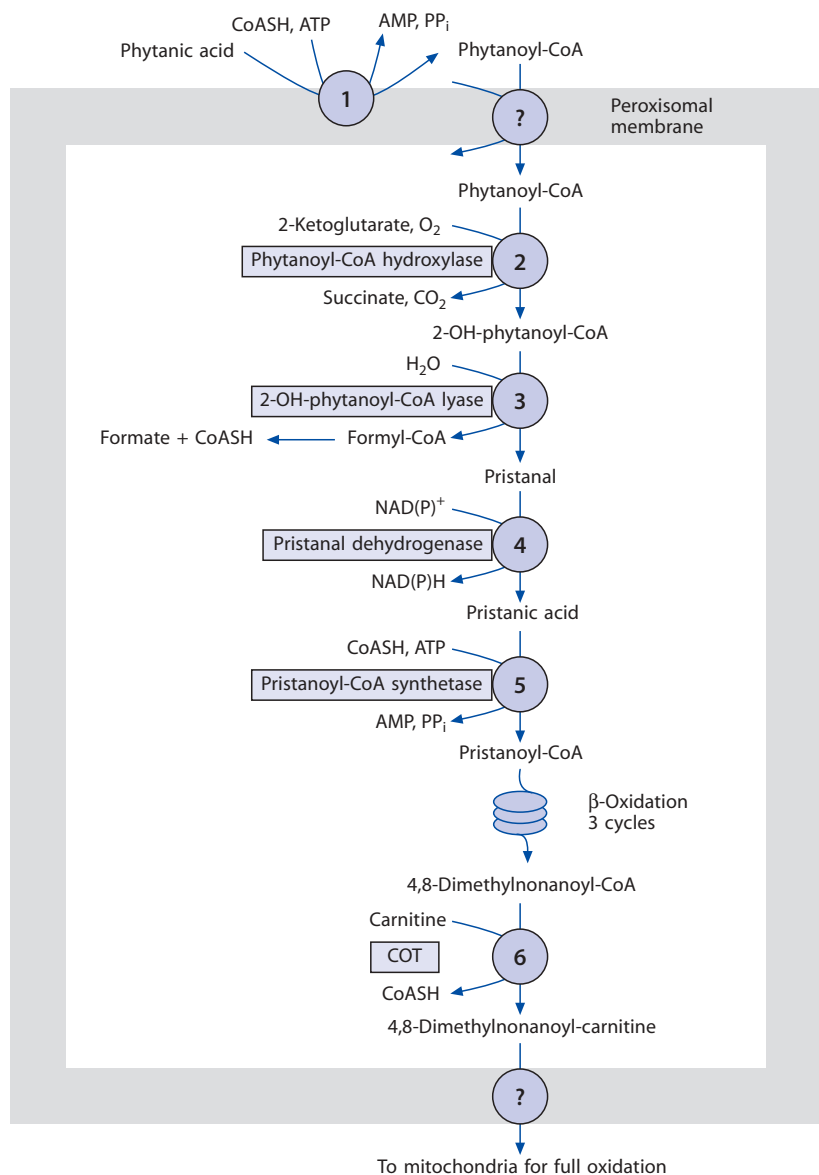 CoASH, ATP
AMP, PPi
Phytanic acid
Phytanoyl-CoA
1
?
Peroxisomal
membrane
Phytanoyl-CoA
2-Ketoglutarate, O2
Phytanoyl-CoA hydroxylase
2
Succinate, CO2
2-OH-phytanoyl-CoA
H2O
2-OH-phytanoyl-CoA lyase
3
Formate + CoASH
Formyl-CoA
Pristanal
NAD(P)+
Pristanal dehydrogenase
4
NAD(P)H
Pristanic acid
CoASH, ATP
Pristanoyl-CoA synthetase
5
AMP, PPi
Pristanoyl-CoA
β-Oxidation
3 cycles
4,8-Dimethylnonanoyl-CoA
Carnitine
COT
6
CoASH
4,8-Dimethylnonanoyl-carnitine
?
To mitochondria for full oxidation